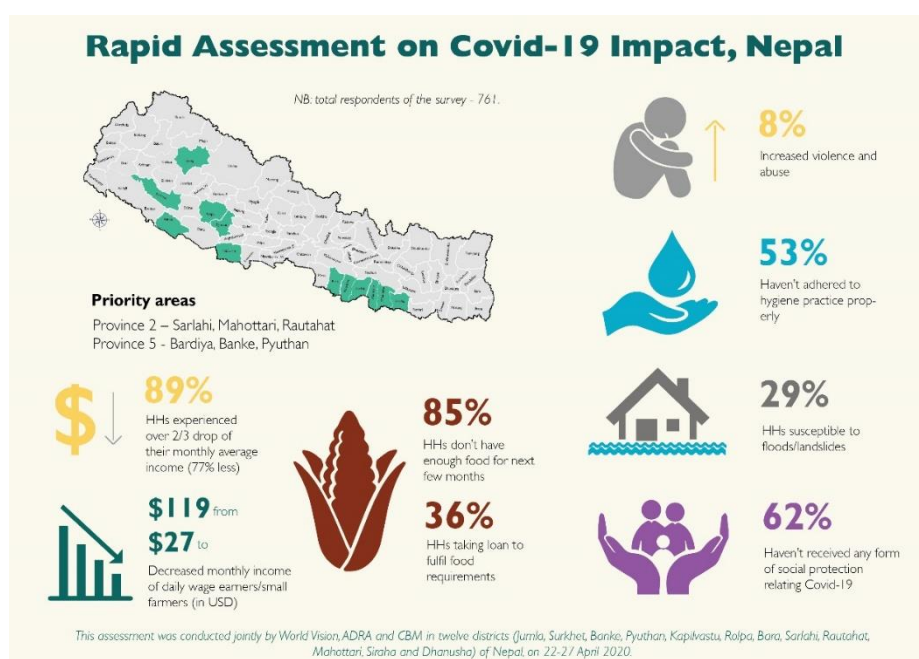 Rapid Assessment on Covid-19 Impact, Nepal
NB: total respondents of the survey - 761.
Priority areas
Province 2 – Sarlahi, Mahottari, Rautahat
Province 5 - Bardiya, Banke, Pyuthan
8%
Increased violence and
abuse
53%
Haven't adhered to
hygiene practice prop-
erly
29%
HHs susceptible to
floods/landslides
62%
Haven't received any form
of social protection
relating Covid-19
$
89%
HHs experienced
over 2/3 drop of
their monthly average
income (77% less)
$119 from
$27 to
Decreased monthly income
of daily wage earners/small
farmers (in USD)
85%
HHs don't have
enough food for next
few months
36%
HHs taking loan to
fulfil food
requirements
This assessment was conducted jointly by World Vision, ADRA and CBM in twelve districts (Jumla, Surkhet, Banke, Pyuthan, Kapilvastu, Rolpa, Bara, Sarlahi, Rautahat,
Mahottari, Siraha and Dhanusha) of Nepal, on 22-27 April 2020.